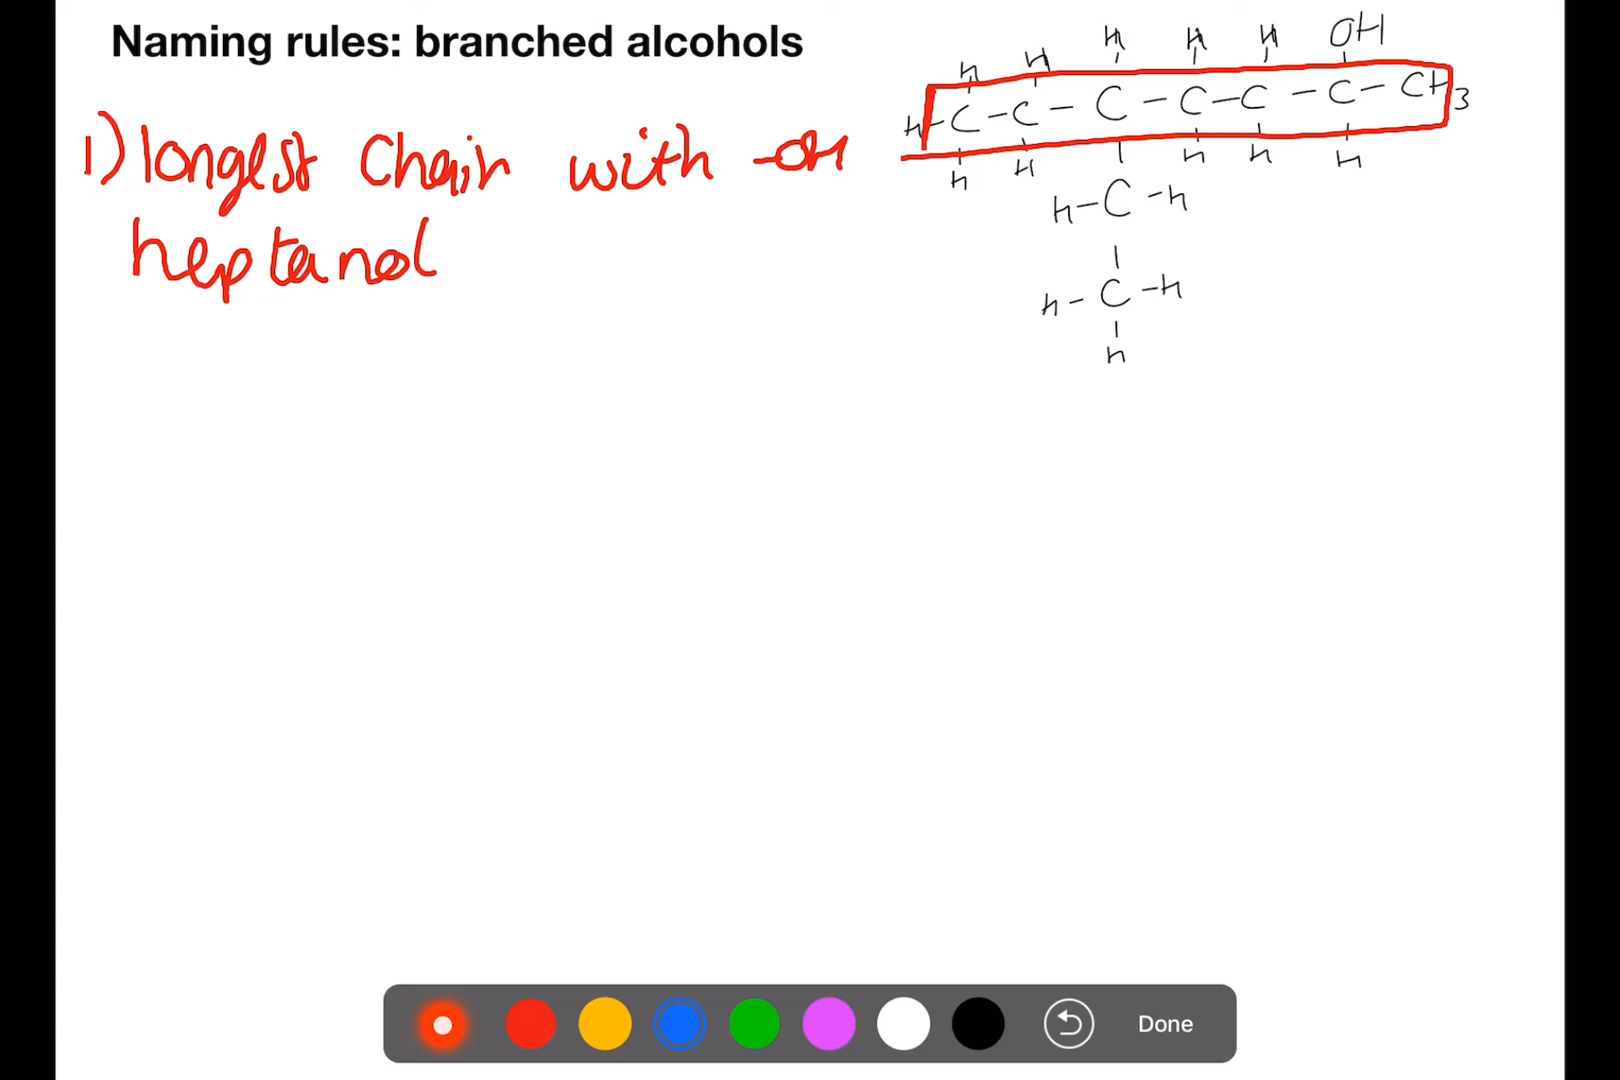 Naming rules: branched alcohols
1) longest Chain with -OH
heptanol
H H H H H OH
H-C-C-C-C-C-C-CH3
H H H H H
H-C-H
H-C-H
H
Done